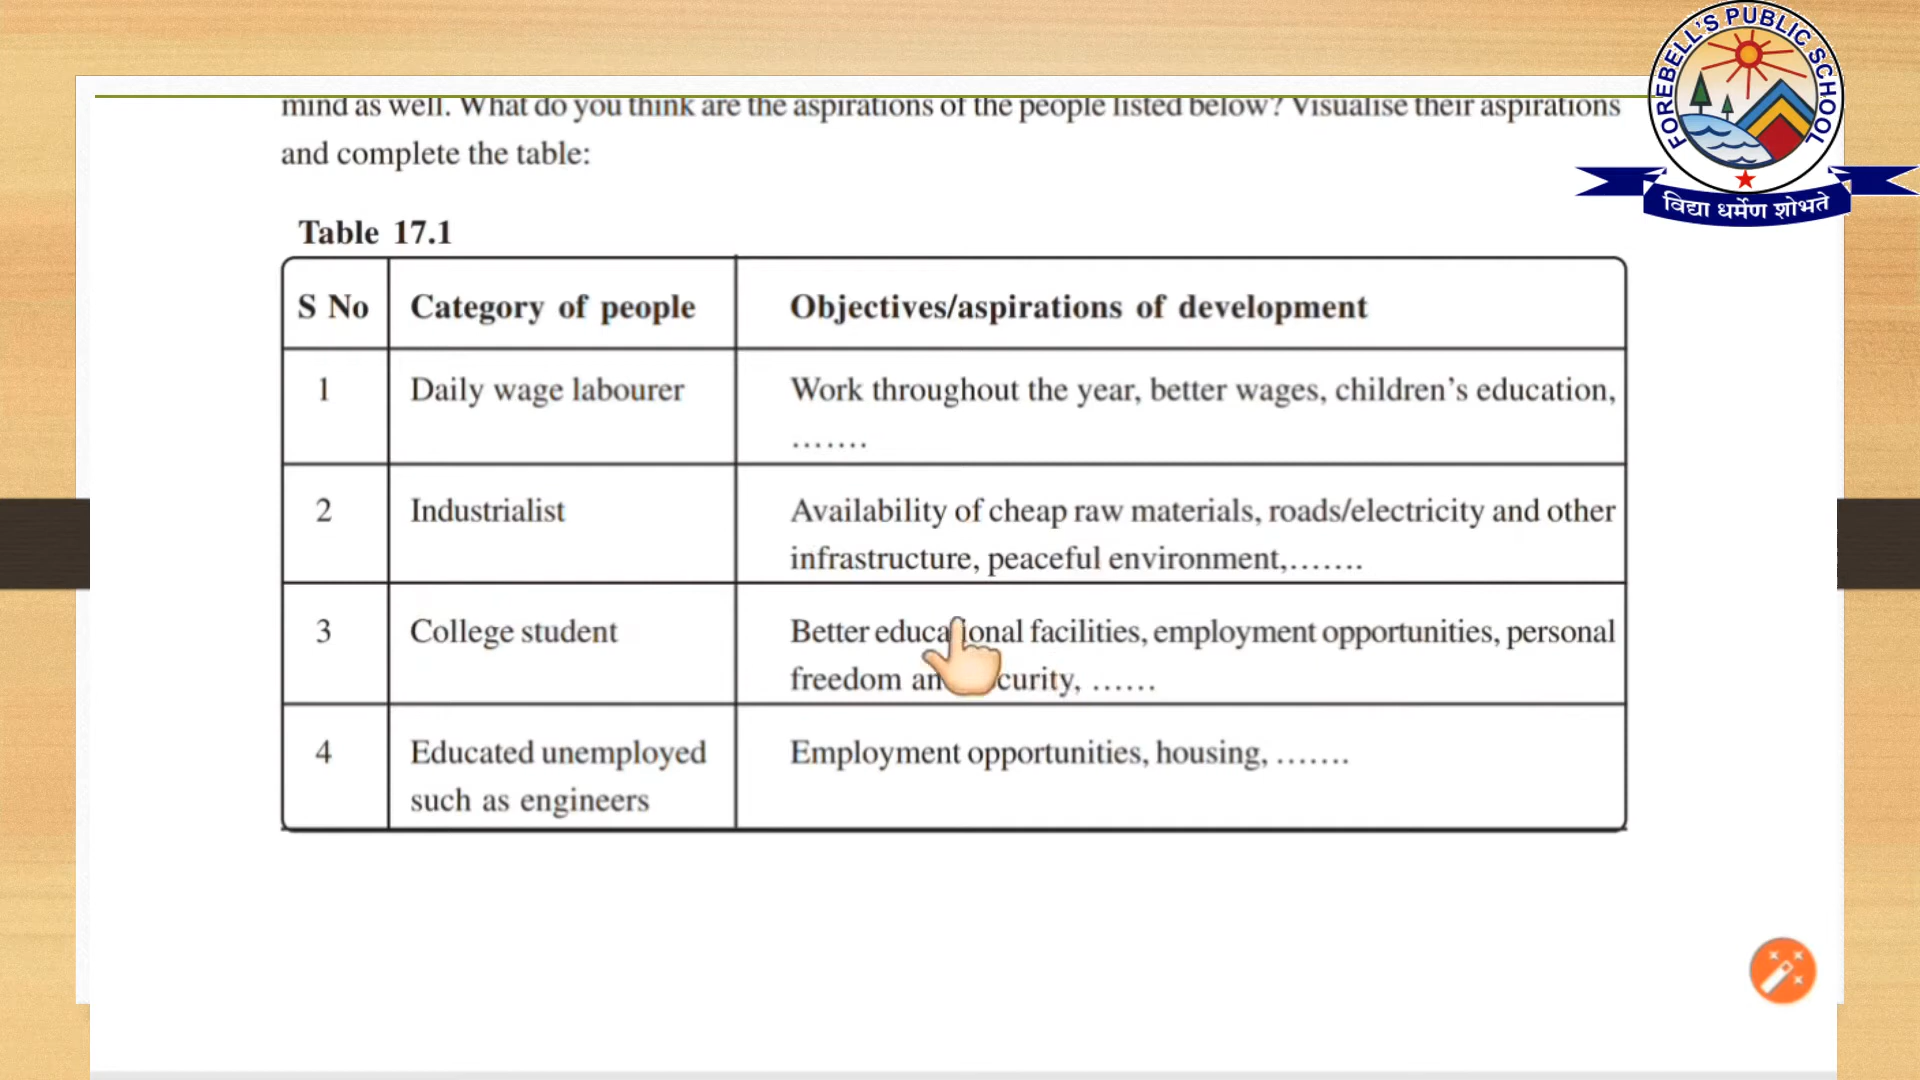 FOREBELL'S PUBLIC SCHOOL
विद्या धर्मेण शोभते
mind as well. What do you think are the aspirations of the people listed below? Visualise their aspirations
and complete the table:
Table 17.1
S No Category of people Objectives/aspirations of development
1 Daily wage labourer Work throughout the year, better wages, children’s education,
.......
2 Industrialist Availability of cheap raw materials, roads/electricity and other
infrastructure, peaceful environment,.......
3 College student Better educational facilities, employment opportunities, personal
freedom and security, ......
4 Educated unemployed Employment opportunities, housing, .......
such as engineers